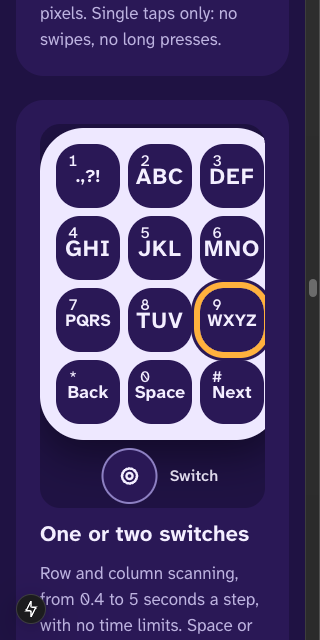 pixels. Single taps only: no
swipes, no long presses.
1 2 3
.,?! ABC DEF
4 5 6
GHI JKL MNO
7 8 9
PQRS TUV WXYZ
* 0 #
Back Space Next
Switch
One or two switches
Row and column scanning,
from 0.4 to 5 seconds a step,
with no time limits. Space or